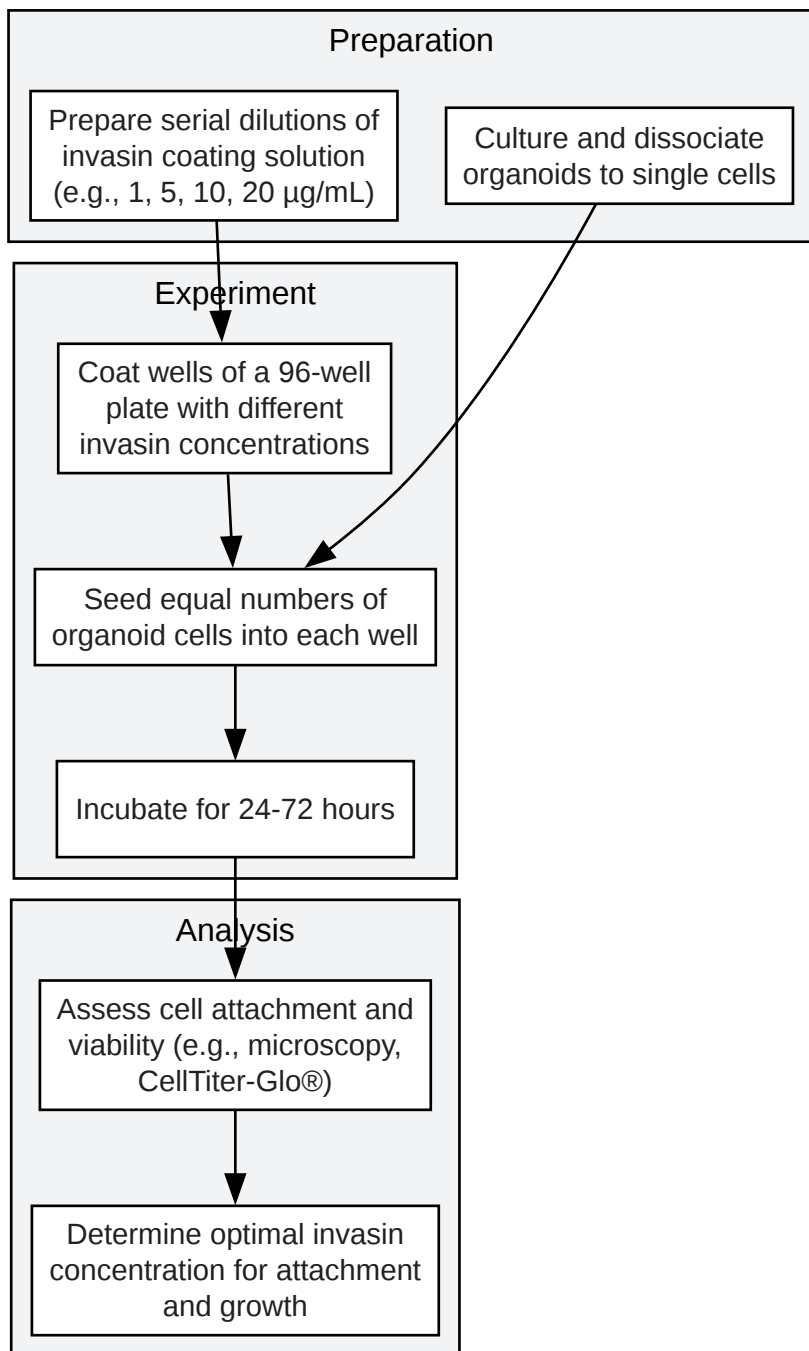 Preparation
Prepare serial dilutions of
invasin coating solution
(e.g., 1, 5, 10, 20 µg/mL)
Culture and dissociate
organoids to single cells
Experiment
Coat wells of a 96-well
plate with different
invasin concentrations
Seed equal numbers of
organoid cells into each well
Incubate for 24-72 hours
Analysis
Assess cell attachment and
viability (e.g., microscopy,
CellTiter-Glo®)
Determine optimal invasin
concentration for attachment
and growth